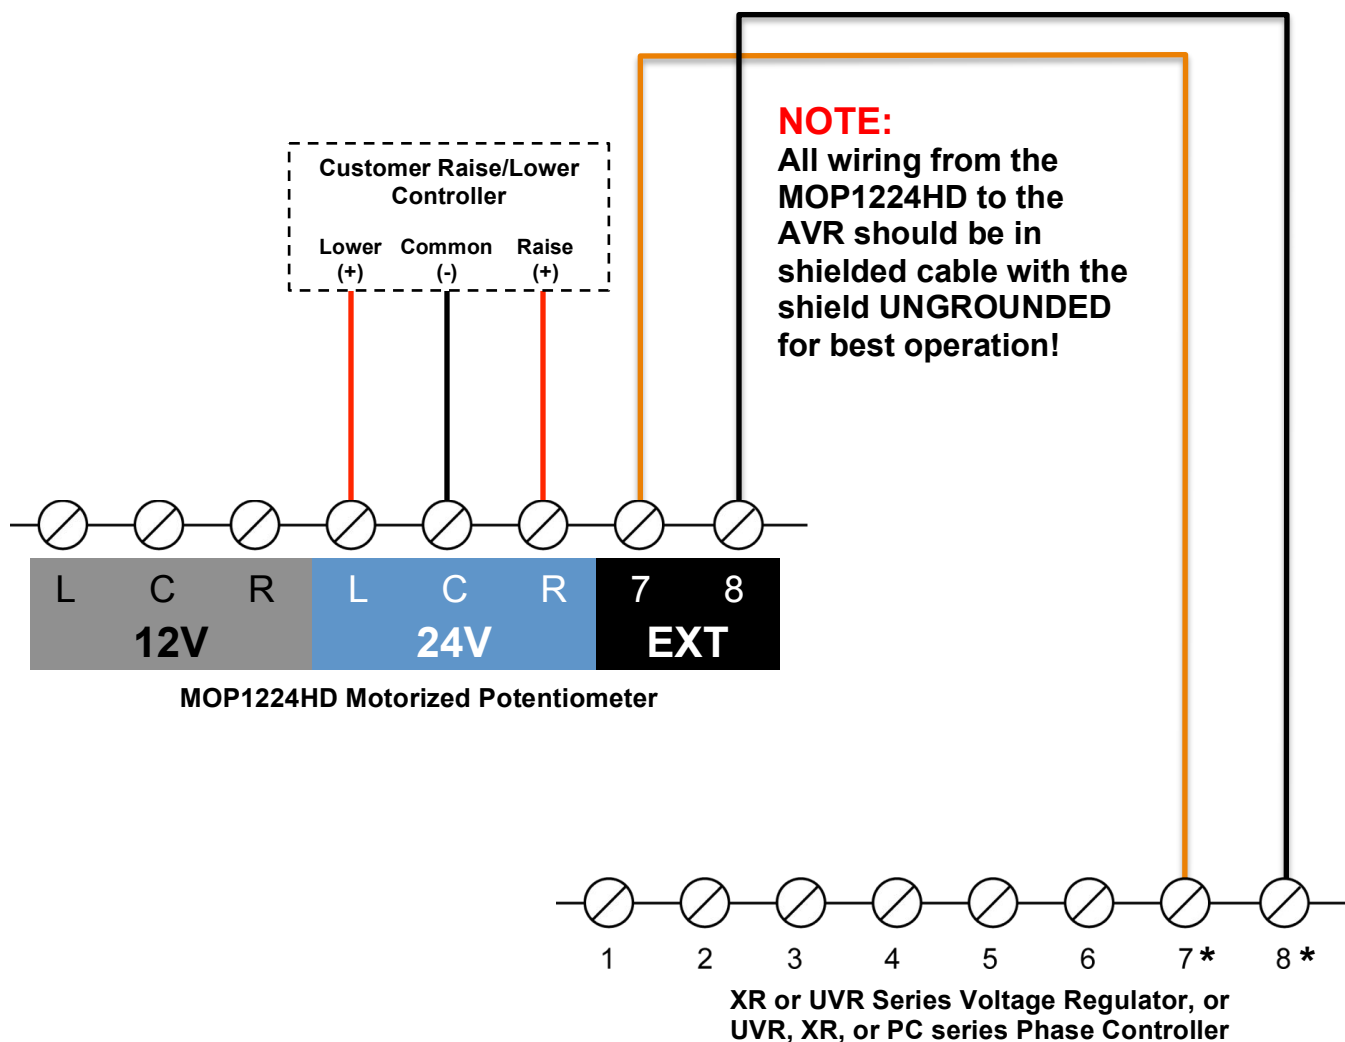 NOTE:
All wiring from the
MOP1224HD to the
AVR should be in
shielded cable with the
shield UNGROUNDED
for best operation!
Customer Raise/Lower
Controller
Lower Common Raise
(+) (-) (+)
L C R L C R 7 8
12V 24V EXT
MOP1224HD Motorized Potentiometer
1 2 3 4 5 6 7* 8*
XR or UVR Series Voltage Regulator, or
UVR, XR, or PC series Phase Controller